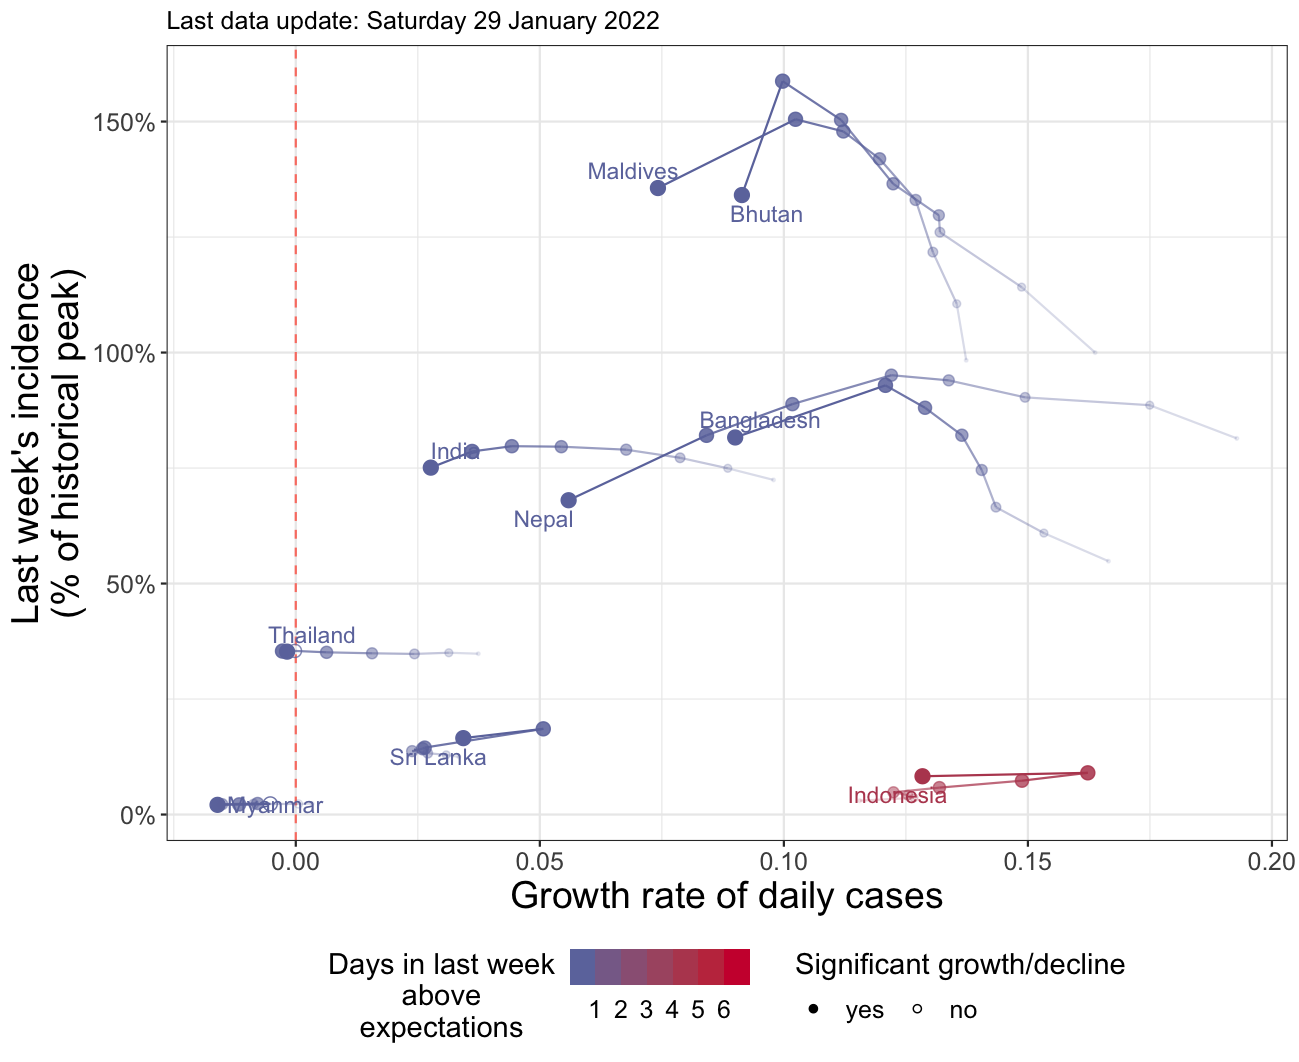 Last data update: Saturday 29 January 2022
Last week's incidence
(% of historical peak)
150%
100%
50%
0%
Maldives
Bhutan
Bangladesh
India
Nepal
Thailand
Sri Lanka
Indonesia
Myanmar
0.00
0.05
0.10
0.15
0.20
Growth rate of daily cases
Days in last week
above
expectations
1 2 3 4 5 6
Significant growth/decline
yes no